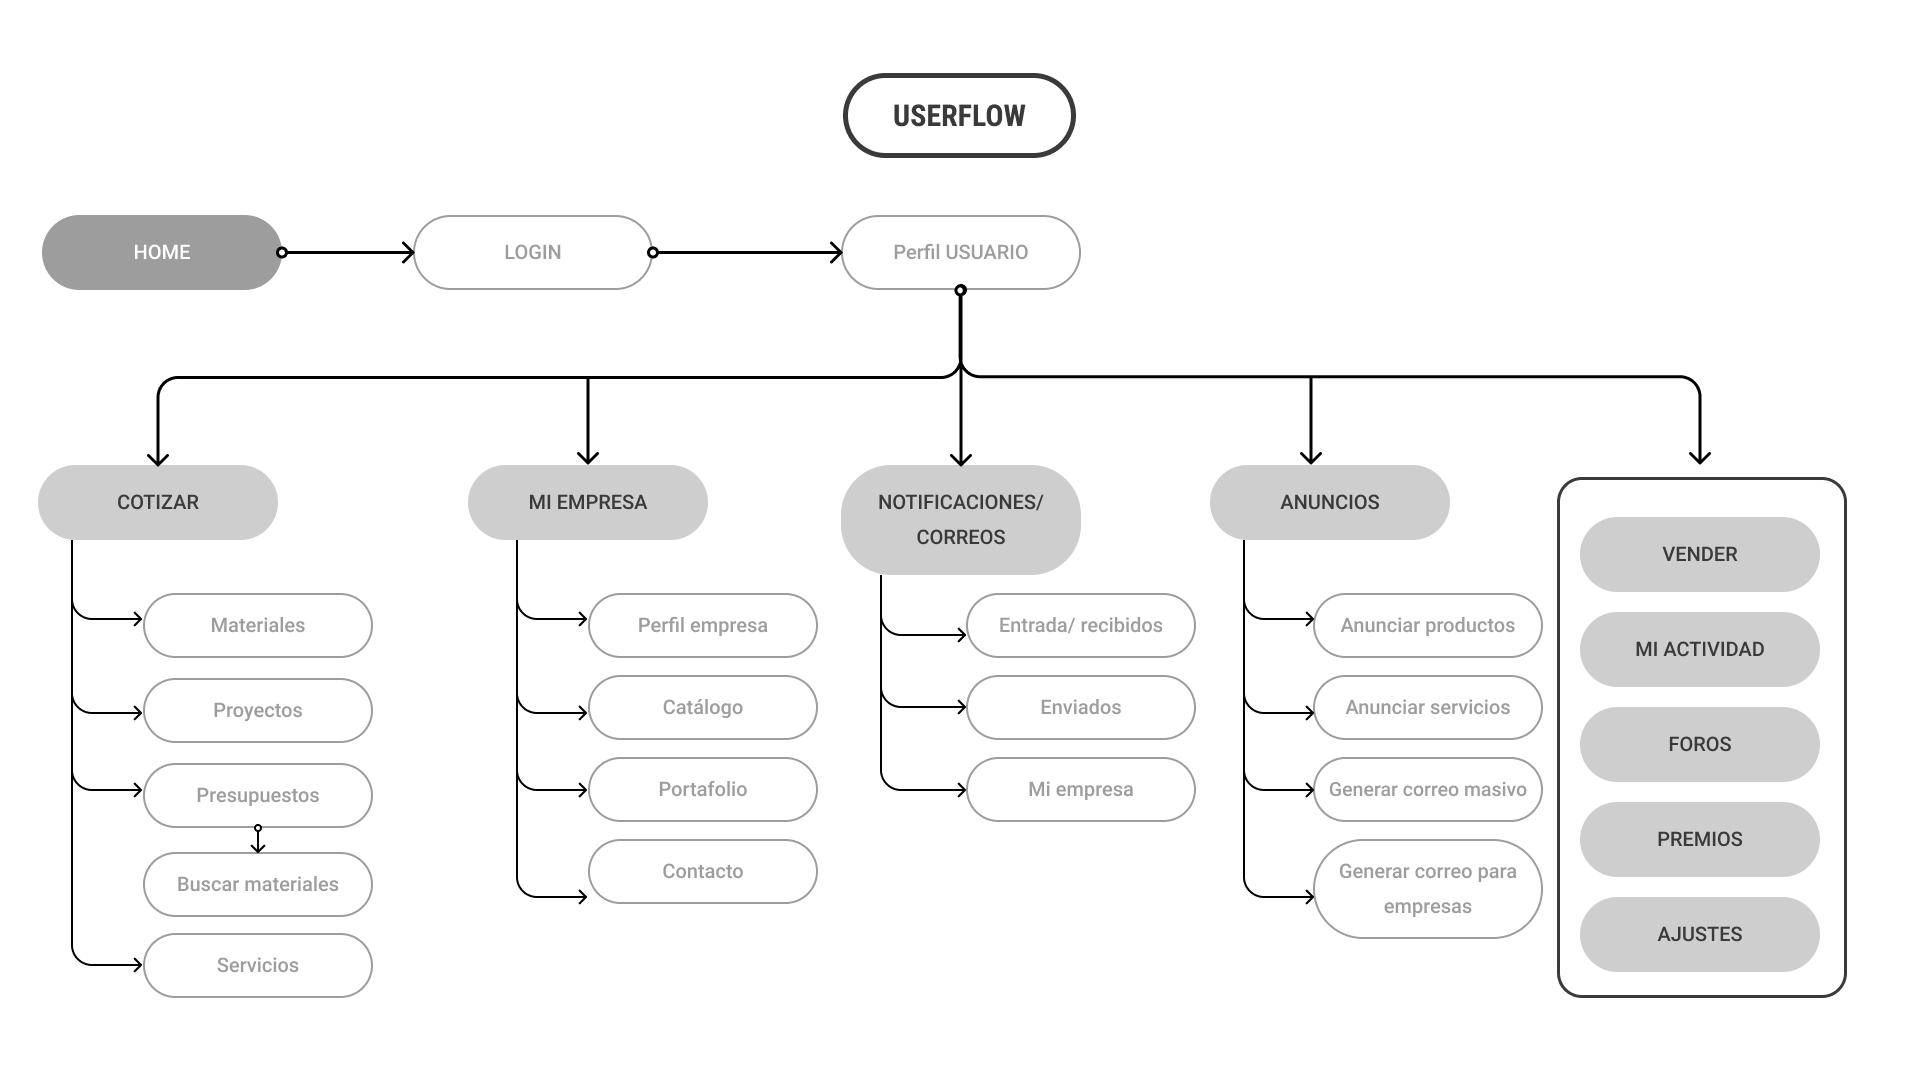 USERFLOW
HOME
LOGIN
Perfil USUARIO
COTIZAR
Materiales
Proyectos
Presupuestos
Buscar materiales
Servicios
MI EMPRESA
Perfil empresa
Catálogo
Portafolio
Contacto
NOTIFICACIONES/
CORREOS
Entrada/ recibidos
Enviados
Mi empresa
ANUNCIOS
Anunciar productos
Anunciar servicios
Generar correo masivo
Generar correo para
empresas
VENDER
MI ACTIVIDAD
FOROS
PREMIOS
AJUSTES